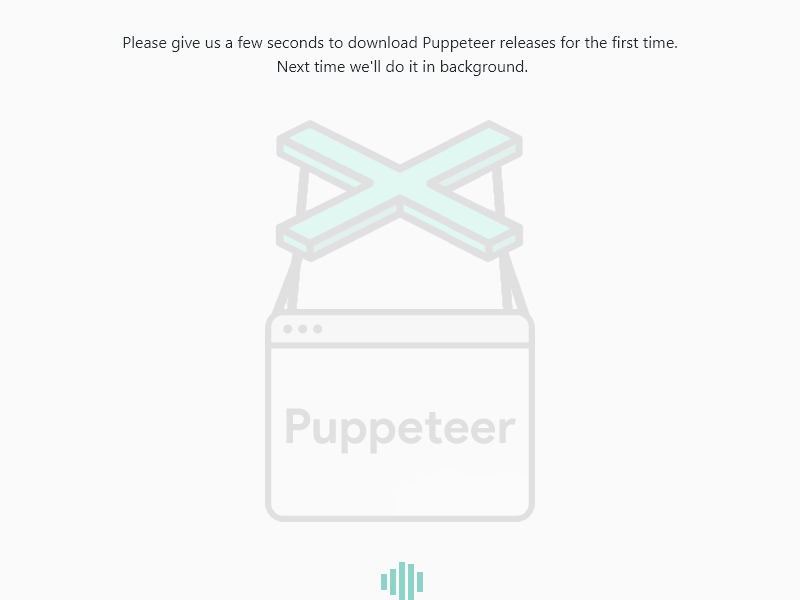 Please give us a few seconds to download Puppeteer releases for the first time.
Next time we'll do it in background.
Puppeteer